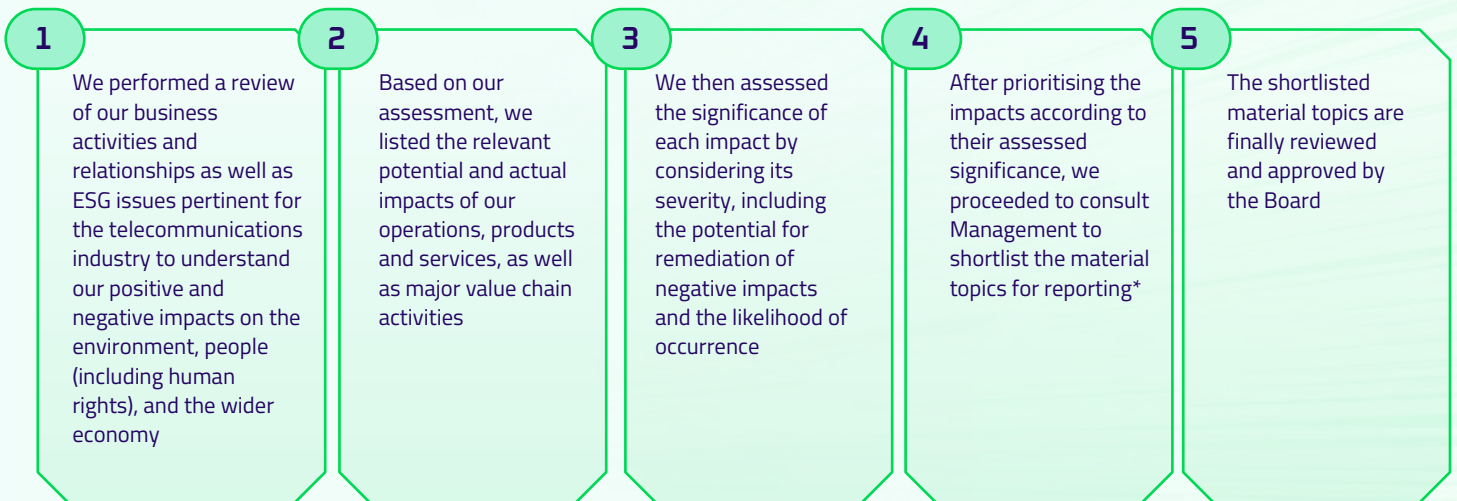 1
We performed a review
of our business
activities and
relationships as well as
ESG issues pertinent for
the telecommunications
industry to understand
our positive and
negative impacts on the
environment, people
(including human
rights), and the wider
economy
2
Based on our
assessment, we
listed the relevant
potential and actual
impacts of our
operations, products
and services, as well
as major value chain
activities
3
We then assessed
the significance of
each impact by
considering its
severity, including
the potential for
remediation of
negative impacts
and the likelihood of
occurrence
4
After prioritising the
impacts according to
their assessed
significance, we
proceeded to consult
Management to
shortlist the material
topics for reporting*
5
The shortlisted
material topics are
finally reviewed
and approved by
the Board